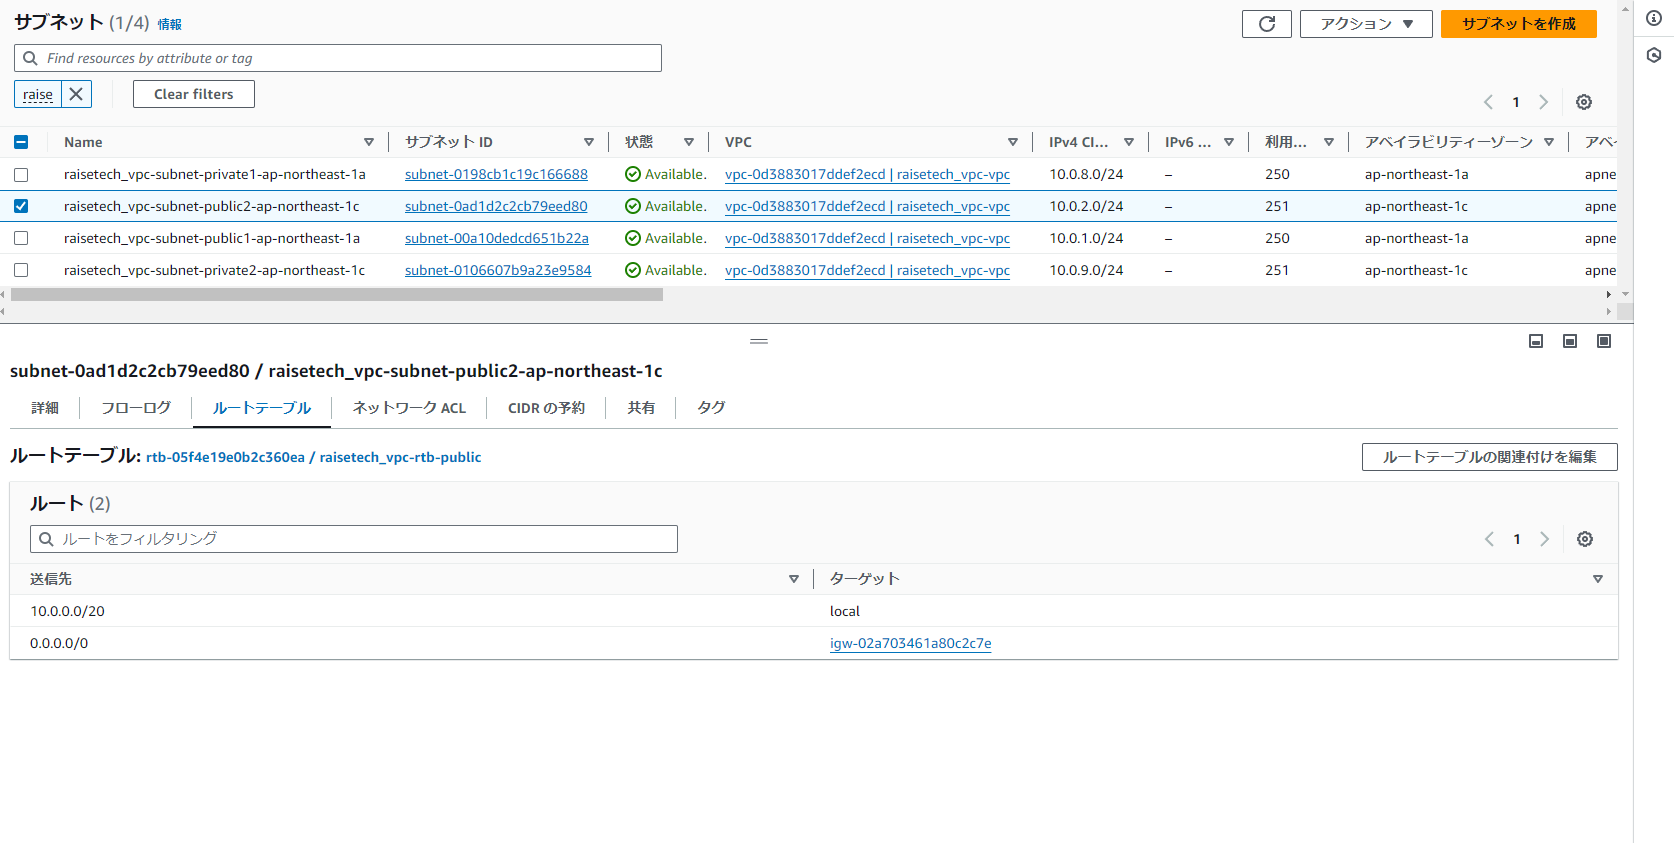 サブネット (1/4) 情報
アクション
サブネットを作成
Find resources by attribute or tag
raise
Clear filters
1
Name サブネット ID 状態 VPC IPv4 CI... IPv6 ... 利用... アベイラビリティーゾーン アベイ
raisetech_vpc-subnet-private1-ap-northeast-1a subnet-0198cb1c19c166688 Available. vpc-0d3883017ddef2ecd | raisetech_vpc-vpc 10.0.8.0/24 – 250 ap-northeast-1a apne
raisetech_vpc-subnet-public2-ap-northeast-1c subnet-0ad1d2c2cb79eed80 Available. vpc-0d3883017ddef2ecd | raisetech_vpc-vpc 10.0.2.0/24 – 251 ap-northeast-1c apne
raisetech_vpc-subnet-public1-ap-northeast-1a subnet-00a10dedcd651b22a Available. vpc-0d3883017ddef2ecd | raisetech_vpc-vpc 10.0.1.0/24 – 250 ap-northeast-1a apne
raisetech_vpc-subnet-private2-ap-northeast-1c subnet-0106607b9a23e9584 Available. vpc-0d3883017ddef2ecd | raisetech_vpc-vpc 10.0.9.0/24 – 251 ap-northeast-1c apne
subnet-0ad1d2c2cb79eed80 / raisetech_vpc-subnet-public2-ap-northeast-1c
詳細 フローログ ルートテーブル ネットワーク ACL CIDR の予約 共有 タグ
ルートテーブル: rtb-05f4e19e0b2c360ea / raisetech_vpc-rtb-public
ルートテーブルの関連付けを編集
ルート (2)
ルートをフィルタリング
1
送信先 ターゲット
10.0.0.0/20 local
0.0.0.0/0 igw-02a703461a80c2c7e